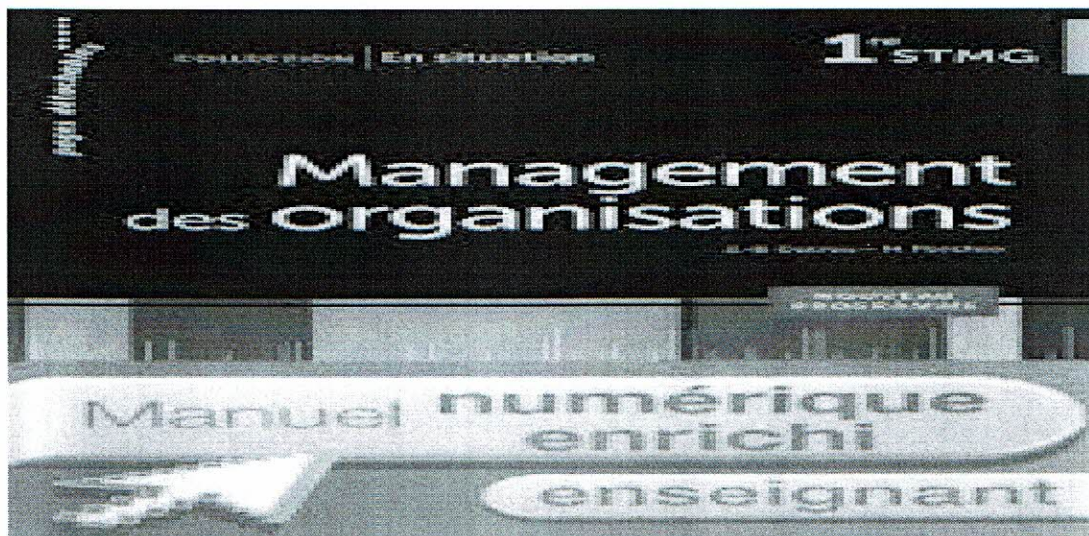 COLLECTION | En situation
1re STMG
Management
des organisations
Manuel numérique
enrichi
enseignant